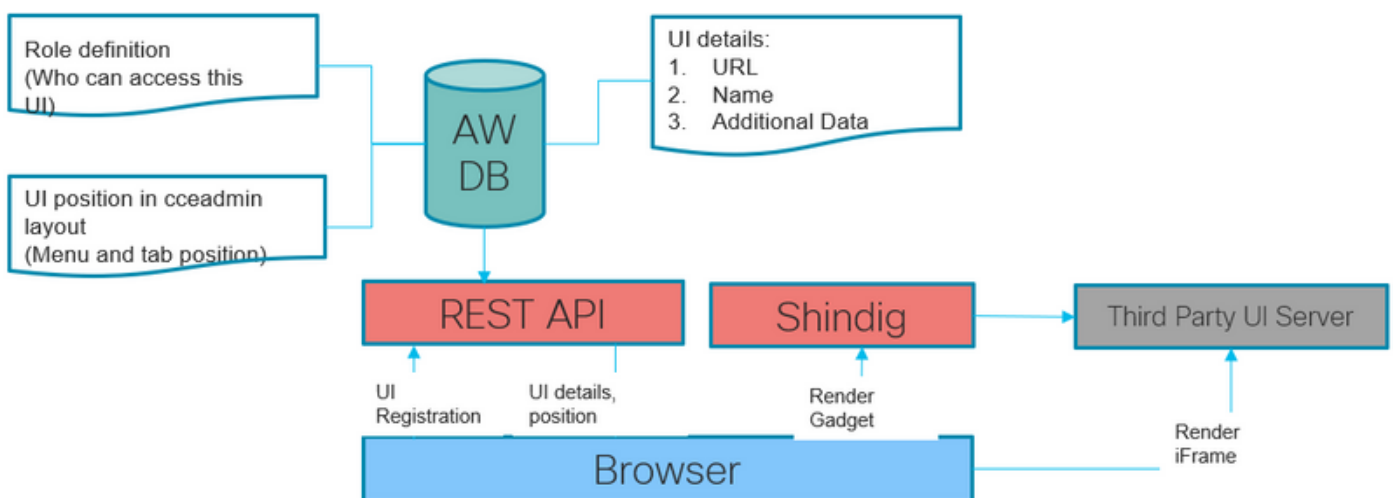 Role definition
(Who can access this
UI)
UI details:
1. URL
2. Name
3. Additional Data
AW
DB
UI position in cceadmin
layout
(Menu and tab position)
REST API
Shindig
Third Party UI Server
UI
Registration
UI details,
position
Render
Gadget
Render
iFrame
Browser